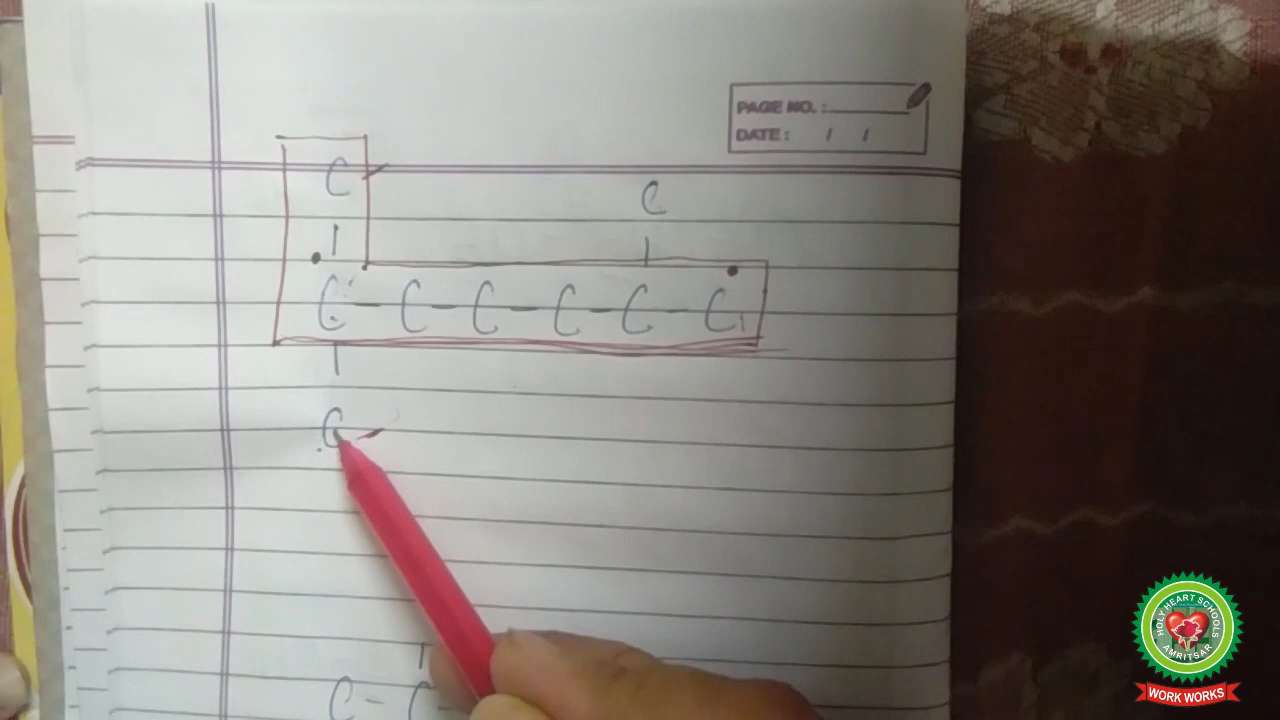 PAGE NO. :
DATE : / /
C C
| |
C - C - C - C - C - C
|
C
C - C
HOLY HEART SCHOOLS
AMRITSAR
WORK WORKS